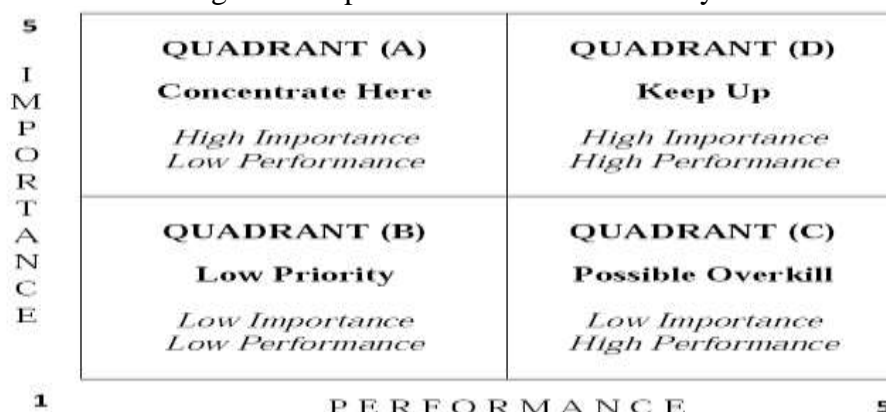 5
IMPORTANCE
QUADRANT (A)
Concentrate Here
High Importance
Low Performance
QUADRANT (D)
Keep Up
High Importance
High Performance
QUADRANT (B)
Low Priority
Low Importance
Low Performance
QUADRANT (C)
Possible Overkill
Low Importance
High Performance
1
PERFORMANCE
5